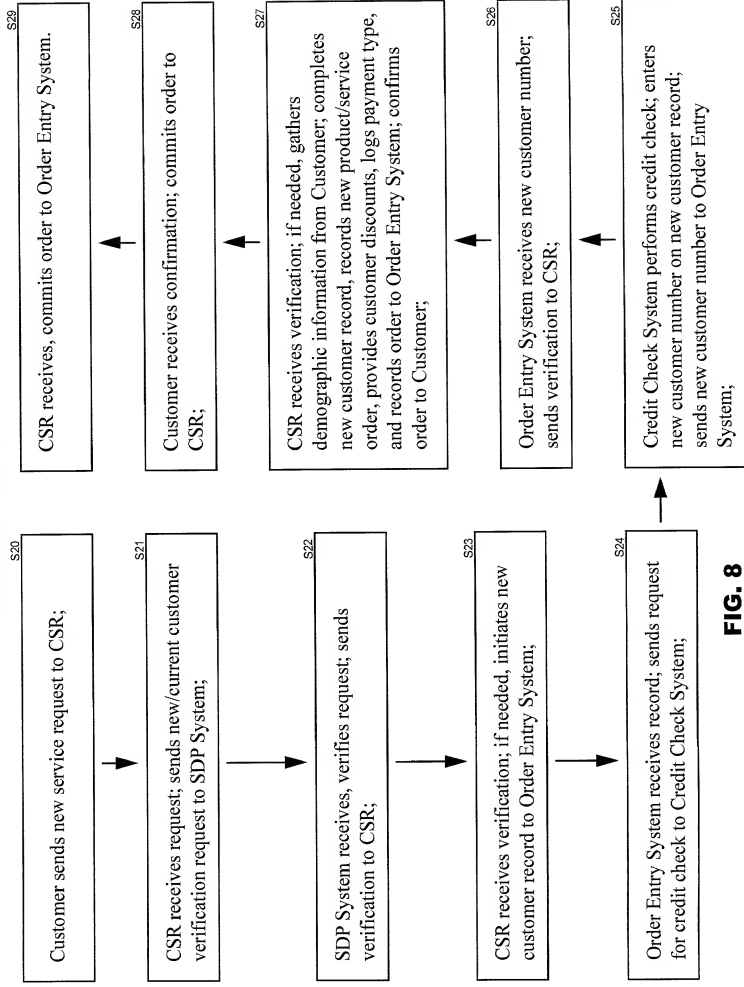 S20
Customer sends new service request to CSR;
S21
CSR receives request; sends new/current customer
verification request to SDP System;
S22
SDP System receives, verifies request; sends
verification to CSR;
S23
CSR receives verification; if needed, initiates new
customer record to Order Entry System;
S24
Order Entry System receives record; sends request
for credit check to Credit Check System;
S25
Credit Check System performs credit check; enters
new customer number on new customer record;
sends new customer number to Order Entry
System;
S26
Order Entry System receives new customer number;
sends verification to CSR;
S27
CSR receives verification; if needed, gathers
demographic information from Customer; completes
new customer record, records new product/service
order, provides customer discounts, logs payment type,
and records order to Order Entry System; confirms
order to Customer;
S28
Customer receives confirmation; commits order to
CSR;
S29
CSR receives, commits order to Order Entry System.
FIG. 8